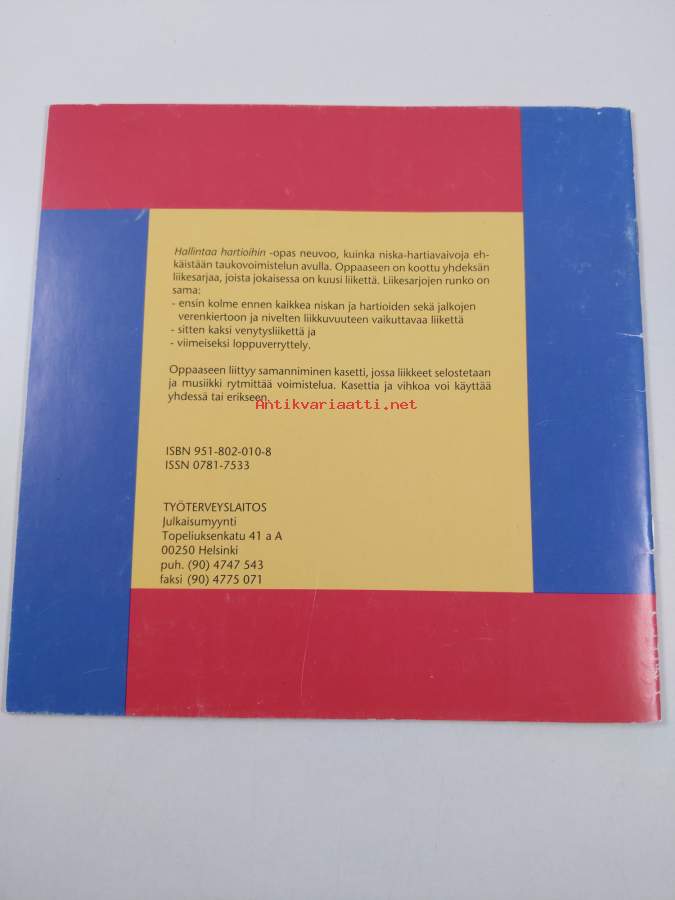 Hallintaa hartioihin -opas neuvoo, kuinka niska-hartiavaivoja eh-
käistään taukovoimistelun avulla. Oppaaseen on koottu yhdeksän
liikesarjaa, joista jokaisessa on kuusi liikettä. Liikesarjojen runko on
sama:
- ensin kolme ennen kaikkea niskan ja hartioiden sekä jalkojen
verenkiertoon ja nivelten liikkuvuuteen vaikuttavaa liikettä
- sitten kaksi venytysliikettä ja
- viimeiseksi loppuverryttely.
Oppaaseen liittyy samanniminen kasetti, jossa liikkeet selostetaan
ja musiikki rytmittää voimistelua. Kasettia ja vihkoa voi käyttää
yhdessä tai erikseen.
Antikvariaatti.net
ISBN 951-802-010-8
ISSN 0781-7533
TYÖTERVEYSLAITOS
Julkaisumyynti
Topeliuksenkatu 41 a A
00250 Helsinki
puh. (90) 4747 543
faksi (90) 4775 071